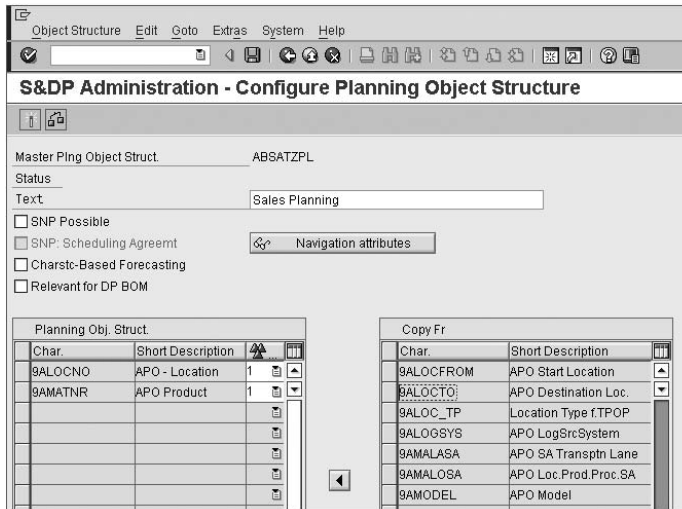 Object Structure Edit Goto Extras System Help
S&DP Administration - Configure Planning Object Structure
Master Plng Object Struct. ABSATZPL
Status
Text Sales Planning
SNP Possible
SNP: Scheduling Agreemt Navigation attributes
Charstc-Based Forecasting
Relevant for DP BOM
Planning Obj. Struct. Copy Fr
Char. Short Description ... Char. Short Description
9ALOCNO APO - Location 1 9ALOCFROM APO Start Location
9AMATNR APO Product 1 9ALOCTO APO Destination Loc.
9ALOC_TP Location Type f.TPOP
9ALOGSYS APO LogSrcSystem
9AMALASA APO SA Transptn Lane
9AMALOSA APO Loc.Prod.Proc.SA
9AMODEL APO Model